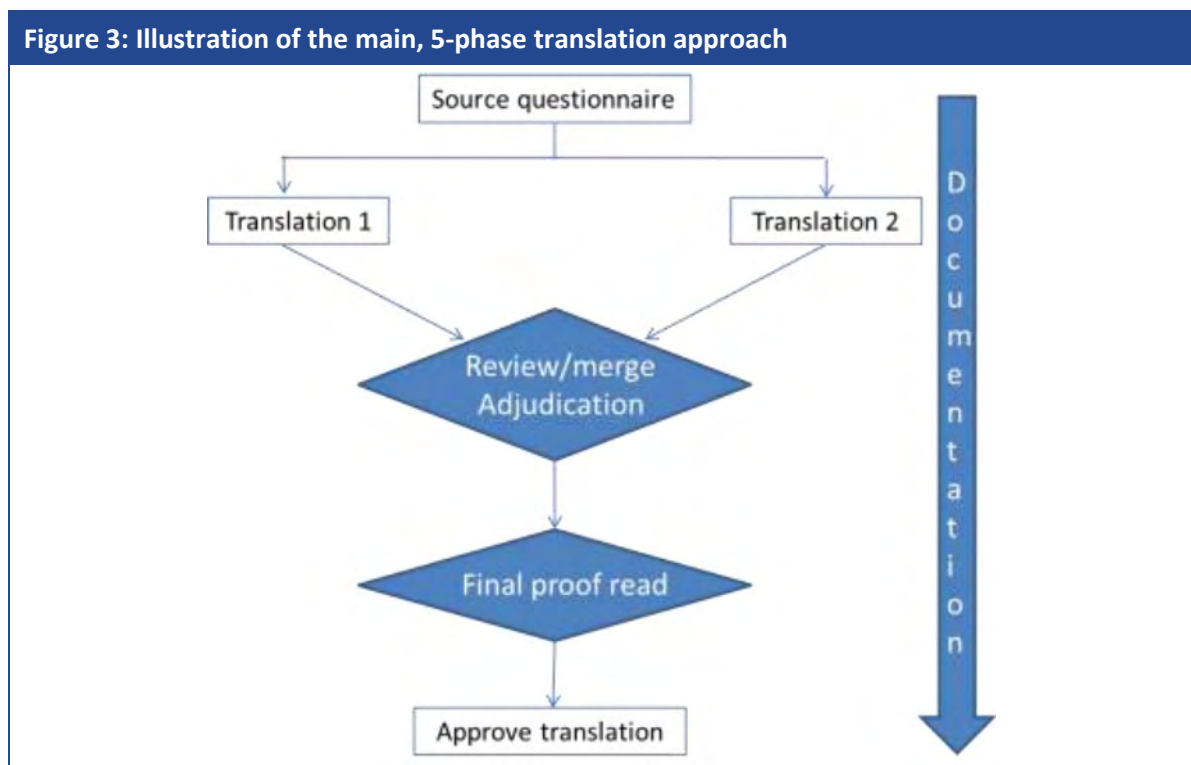 Figure 3: Illustration of the main, 5-phase translation approach
Source questionnaire
Translation 1
Translation 2
Review/merge
Adjudication
Final proof read
Approve translation
Documentation